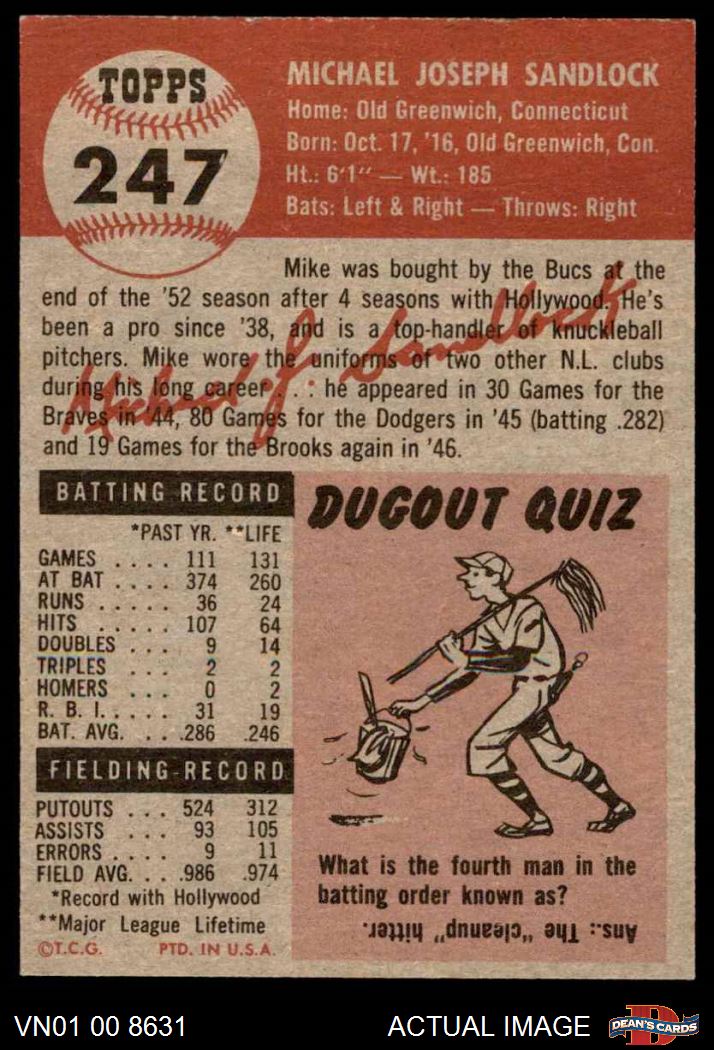 TOPPS
247
MICHAEL JOSEPH SANDLOCK
Home: Old Greenwich, Connecticut
Born: Oct. 17, '16, Old Greenwich, Con.
Ht.: 6'1" — Wt.: 185
Bats: Left & Right — Throws: Right
Mike was bought by the Bucs at the
end of the '52 season after 4 seasons with Hollywood. He's
been a pro since '38, and is a top-handler of knuckleball
pitchers. Mike wore the uniforms of two other N.L. clubs
during his long career . . : he appeared in 30 Games for the
Braves in '44, 80 Games for the Dodgers in '45 (batting .282)
and 19 Games for the Brooks again in '46.
Michael J. Sandlock
BATTING RECORD
*PAST YR. **LIFE
GAMES . . . . 111 131
AT BAT . . . . 374 260
RUNS . . . . . 36 24
HITS . . . . . 107 64
DOUBLES . . . 9 14
TRIPLES . . . 2 2
HOMERS . . . 0 2
R. B. I. . . . . 31 19
BAT. AVG. . . . .286 .246
FIELDING RECORD
PUTOUTS . . . 524 312
ASSISTS . . . 93 105
ERRORS . . . . 9 11
FIELD AVG. . . .986 .974
*Record with Hollywood
**Major League Lifetime
©T.C.G. PTD. IN U.S.A.
DUGOUT QUIZ
What is the fourth man in the
batting order known as?
Ans.: The "cleanup" hitter.
VN01 00 8631
ACTUAL IMAGE
D
DEAN'S CARDS